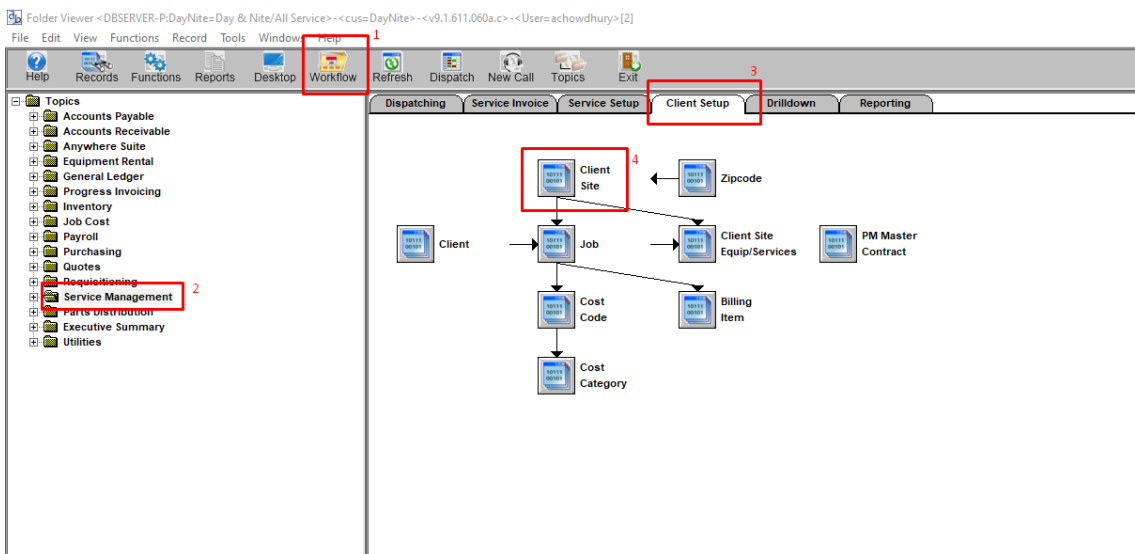 Folder Viewer <DBSERVER-P:DayNite=Day & Nite/All Service>-<cus=DayNite>-<v9.1.611.060a.c>-<User=achowdhury>[2]
File Edit View Functions Record Tools Window Help
1
Help Records Functions Reports Desktop Workflow Refresh Dispatch New Call Topics Exit
3
Topics
Accounts Payable
Accounts Receivable
Anywhere Suite
Equipment Rental
General Ledger
Progress Invoicing
Inventory
Job Cost
Payroll
Purchasing
Quotes
Requisitioning
Service Management
2
Parts Distribution
Executive Summary
Utilities
Dispatching Service Invoice Service Setup Client Setup Drilldown Reporting
Client
Site
4
Zipcode
Client
Job
Client Site
Equip/Services
PM Master
Contract
Cost
Code
Billing
Item
Cost
Category